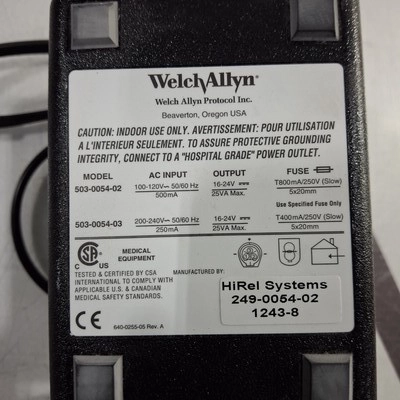 WelchAllyn®
Welch Allyn Protocol Inc.
Beaverton, Oregon USA
CAUTION: INDOOR USE ONLY. AVERTISSEMENT: POUR UTILISATION
A L'INTERIEUR SEULEMENT. TO ASSURE PROTECTIVE GROUNDING
INTEGRITY, CONNECT TO A "HOSPITAL GRADE" POWER OUTLET.
MODEL AC INPUT OUTPUT FUSE
503-0054-02 100-120V~ 50/60 Hz 16-24V T800mA/250V (Slow)
500mA 25VA Max. 5x20mm
Use Specified Fuse Only
503-0054-03 200-240V~ 50/60 Hz 16-24V T400mA/250V (Slow)
250mA 25VA Max. 5x20mm
SA
®
C US
MEDICAL
EQUIPMENT
TESTED & CERTIFIED BY CSA
INTERNATIONAL TO COMPLY WITH
APPLICABLE U.S. & CANADIAN
MEDICAL SAFETY STANDARDS.
MANUFACTURED BY:
HiRel Systems
249-0054-02
1243-8
CE
640-0255-05 Rev. A